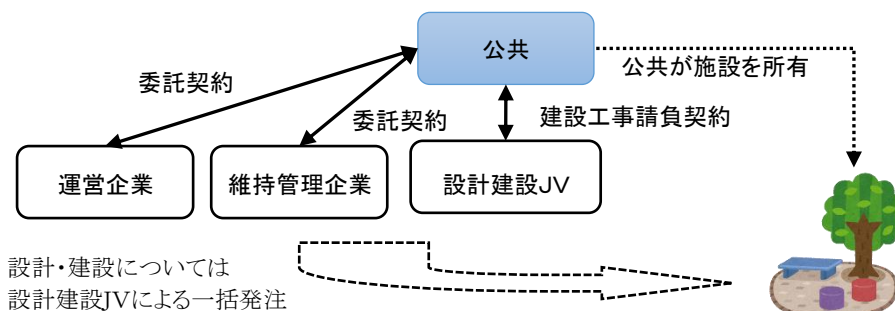 公共
公共が施設を所有
委託契約
委託契約
建設工事請負契約
運営企業
維持管理企業
設計建設ＪＶ
設計・建設については
設計建設JVによる一括発注